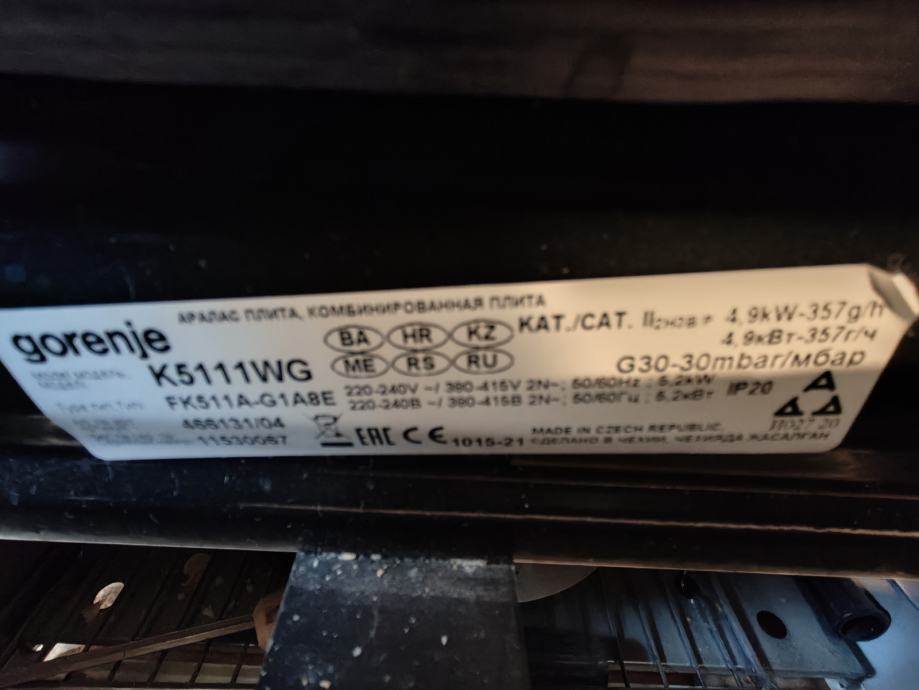 АРАЛАС ПЛИТА, КОМБИНИРОВАННАЯ ПЛИТА
gorenje
K5111WG
FK511A-G1A8E
466131/04
11530067
BA HR KZ
ME RS RU
KAT./CAT. II2H3B P 4,9kW-357g/h
4,9кВт-357г/ч
G30-30mbar/мбар
220-240V ~/ 380-415V 2N~; 50/60Hz ; 5,2kW IP20
220-240В ~/ 380-415В 2N~; 50/60Гц ; 5,2кВт
EAC CE 1015-21
MADE IN CZECH REPUBLIC,
СДЕЛАНО В ЧЕХИИ, ЧЕХИЯДА ЖАСАЛҒАН